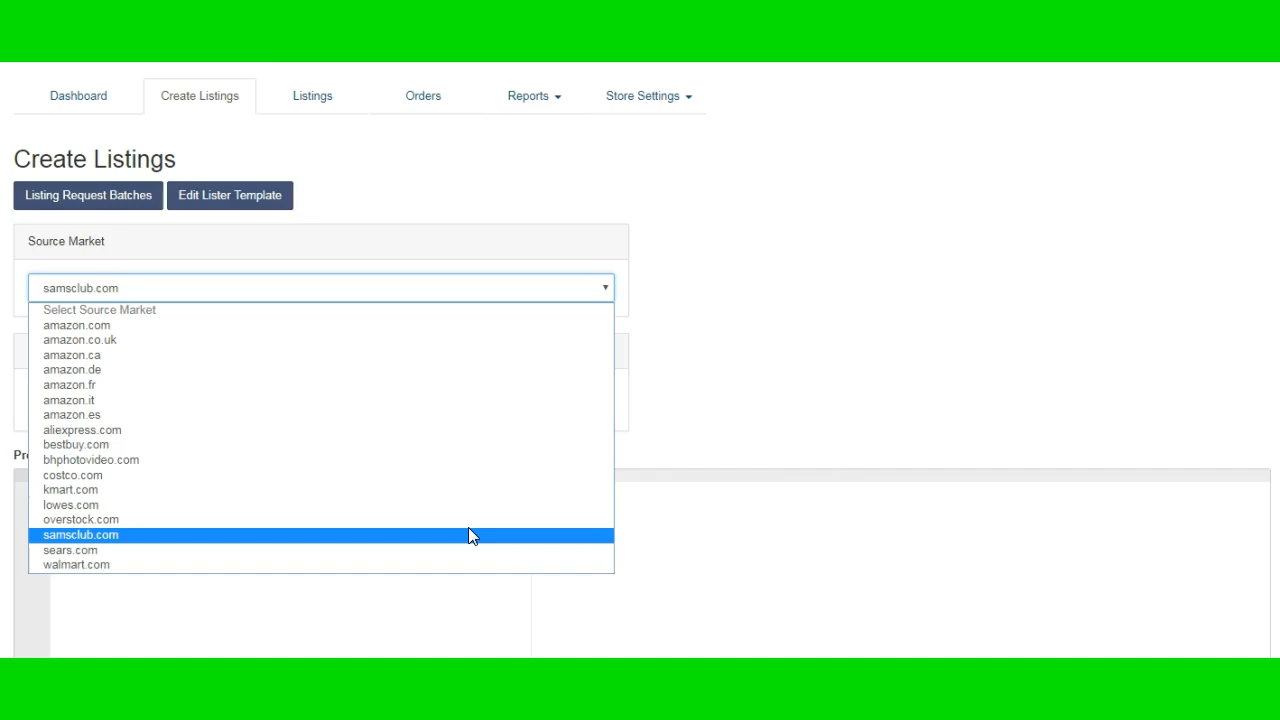 Dashboard Create Listings Listings Orders Reports Store Settings
Create Listings
Listing Request Batches Edit Lister Template
Source Market
samsclub.com
Select Source Market
amazon.com
amazon.co.uk
amazon.ca
amazon.de
amazon.fr
amazon.it
amazon.es
aliexpress.com
bestbuy.com
bhphotovideo.com
costco.com
kmart.com
lowes.com
overstock.com
samsclub.com
sears.com
walmart.com